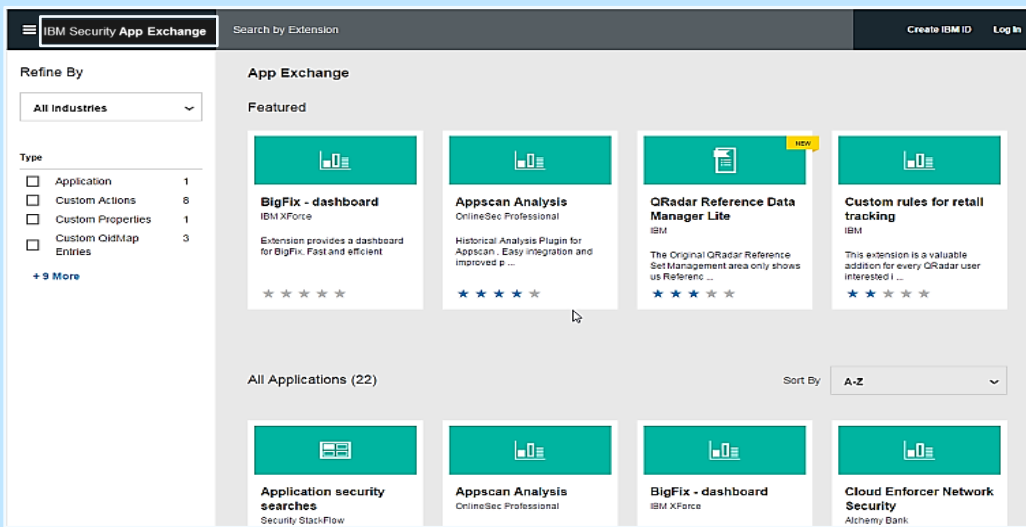 IBM Security App Exchange
Search by Extension
Create IBM ID
Log In
Refine By
All Industries
Type
Application 1
Custom Actions 8
Custom Properties 1
Custom QidMap Entries 3
+ 9 More
App Exchange
Featured
BigFix - dashboard
IBM XForce
Extension provides a dashboard
for BigFix. Fast and efficient
Appscan Analysis
OnlineSec Professional
Historical Analysis Plugin for
Appscan , Easy integration and
improved p ...
NEW
QRadar Reference Data
Manager Lite
IBM
The Original QRadar Reference
Set Management area only shows
us Referenc ...
Custom rules for retail
tracking
IBM
This extension is a valuable
addition for every QRadar user
interested i ...
All Applications (22)
Sort By
A-Z
Application security
searches
Security StackFlow
Appscan Analysis
OnlineSec Professional
BigFix - dashboard
IBM XForce
Cloud Enforcer Network
Security
Alchemy Bank